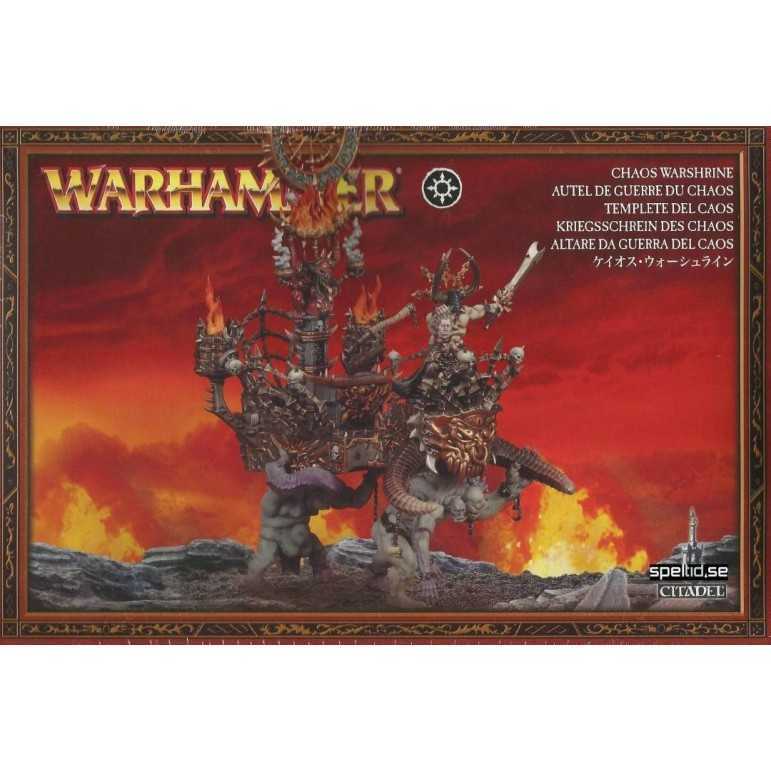 WARHAMMER®
CHAOS WARSHRINE
AUTEL DE GUERRE DU CHAOS
TEMPLETE DEL CAOS
KRIEGSSCHREIN DES CHAOS
ALTARE DA GUERRA DEL CAOS
ケイオス・ウォーシュライン
speltid.se
CITADEL